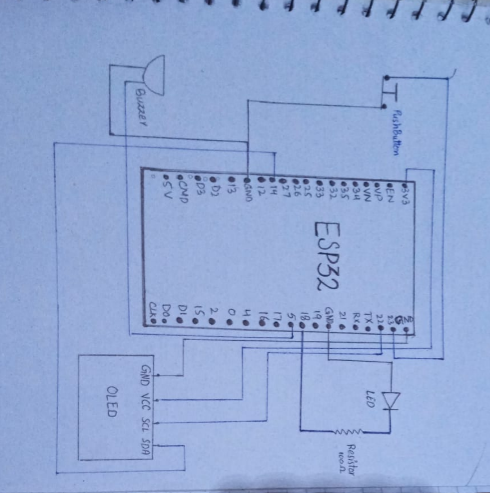 Buzzer
PushButton
5V
CMD
D3
D2
13
GND
12
14
27
26
25
33
32
35
34
VN
VP
EN
3V3
ESP32
CLK
D0
D1
15
2
0
4
16
17
5
18
19
GND
21
RX
TX
22
23
GND VCC SCL SDA
OLED
LED
Resistor
100Ω